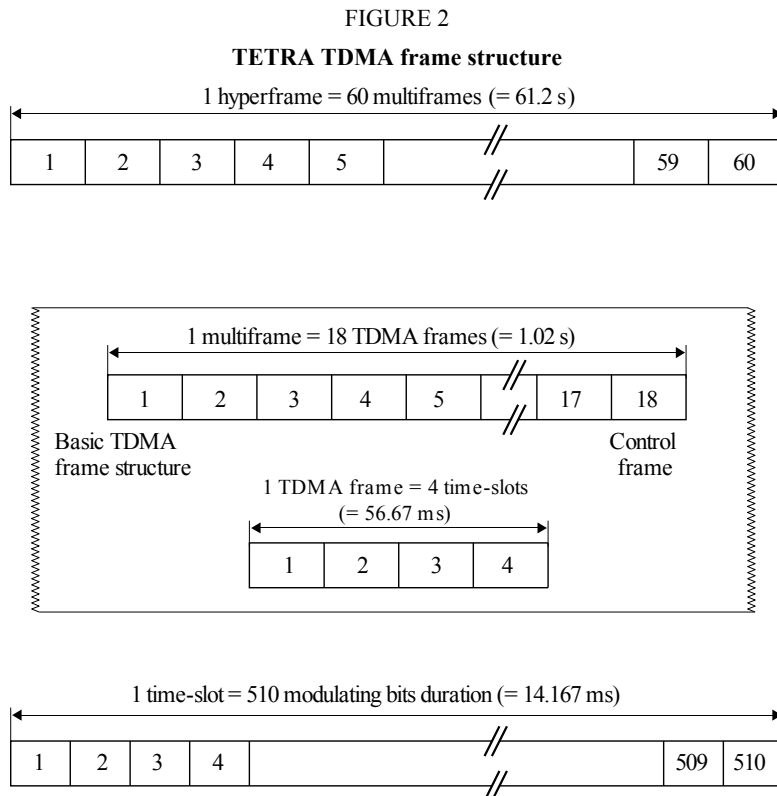 FIGURE 2
TETRA TDMA frame structure
1 hyperframe = 60 multiframes (= 61.2 s)
1 2 3 4 5 59 60
1 multiframe = 18 TDMA frames (= 1.02 s)
1 2 3 4 5 17 18
Basic TDMA
frame structure
Control
frame
1 TDMA frame = 4 time-slots
(= 56.67 ms)
1 2 3 4
1 time-slot = 510 modulating bits duration (= 14.167 ms)
1 2 3 4 509 510